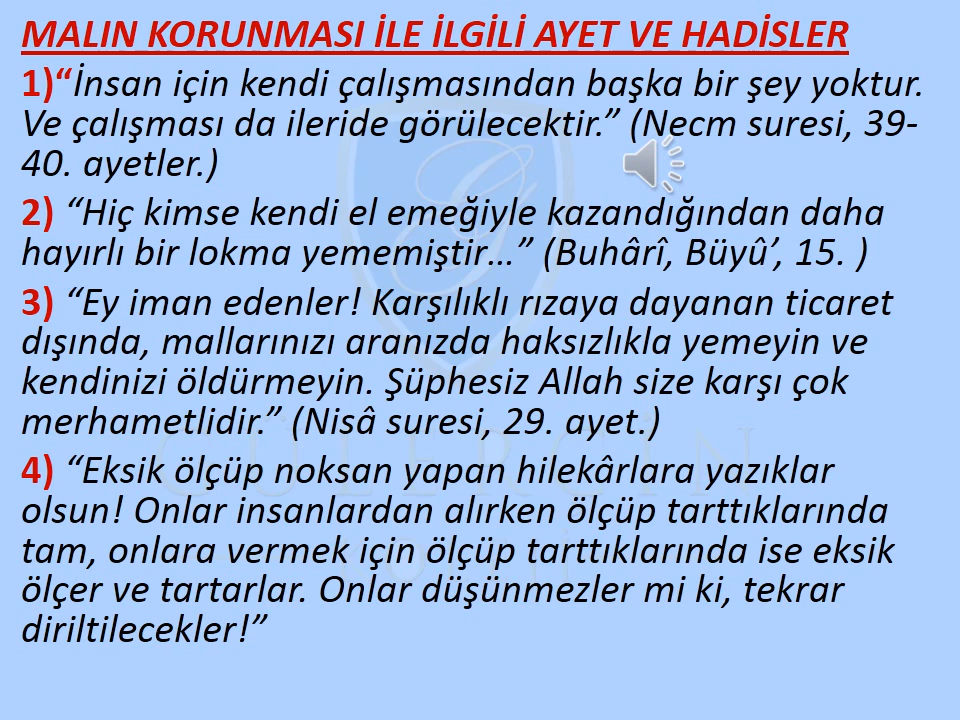 MALIN KORUNMASI İLE İLGİLİ AYET VE HADİSLER
1)“İnsan için kendi çalışmasından başka bir şey yoktur.
Ve çalışması da ileride görülecektir.” (Necm suresi, 39-
40. ayetler.)
2) “Hiç kimse kendi el emeğiyle kazandığından daha
hayırlı bir lokma yememiştir…” (Buhârî, Büyû’, 15. )
3) “Ey iman edenler! Karşılıklı rızaya dayanan ticaret
dışında, mallarınızı aranızda haksızlıkla yemeyin ve
kendinizi öldürmeyin. Şüphesiz Allah size karşı çok
merhametlidir.” (Nisâ suresi, 29. ayet.)
4) “Eksik ölçüp noksan yapan hilekârlara yazıklar
olsun! Onlar insanlardan alırken ölçüp tarttıklarında
tam, onlara vermek için ölçüp tarttıklarında ise eksik
ölçer ve tartarlar. Onlar düşünmezler mi ki, tekrar
diriltilecekler!”